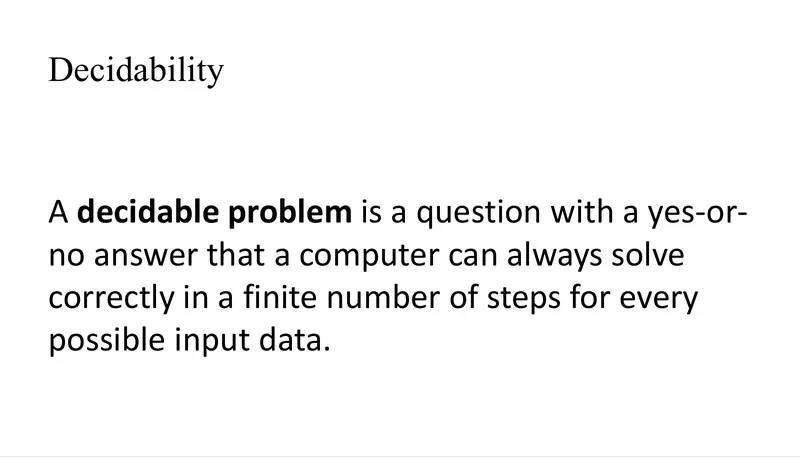 Decidability
A decidable problem is a question with a yes-or-
no answer that a computer can always solve
correctly in a finite number of steps for every
possible input data.